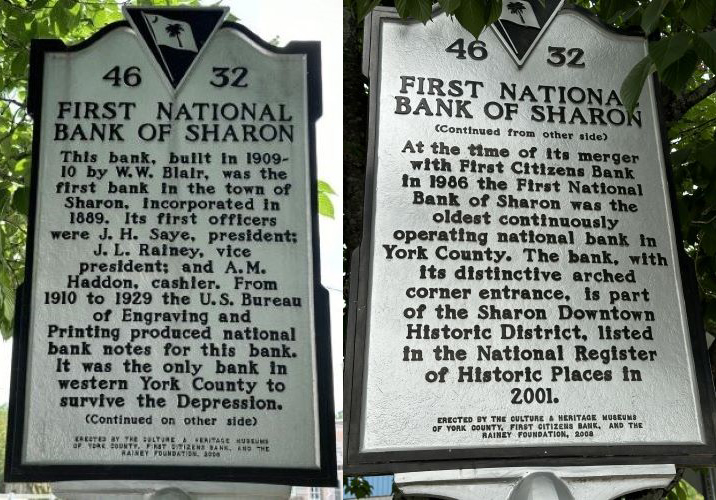 46 32
FIRST NATIONAL
BANK OF SHARON
This bank, built in 1909-
10 by W.W. Blair, was the
first bank in the town of
Sharon, incorporated in
1889. Its first officers
were J. H. Saye, president;
J. L. Rainey, vice
president; and A.M.
Haddon, cashier. From
1910 to 1929 the U.S. Bureau
of Engraving and
Printing produced national
bank notes for this bank.
It was the only bank in
western York County to
survive the Depression.
(Continued on other side)
ERECTED BY THE CULTURE & HERITAGE MUSEUMS
OF YORK COUNTY, FIRST CITIZENS BANK, AND THE
RAINEY FOUNDATION, 2008
46 32
FIRST NATIONAL
BANK OF SHARON
(Continued from other side)
At the time of its merger
with First Citizens Bank
in 1986 the First National
Bank of Sharon was the
oldest continuously
operating national bank in
York County. The bank, with
its distinctive arched
corner entrance, is part
of the Sharon Downtown
Historic District, listed
in the National Register
of Historic Places in
2001.
ERECTED BY THE CULTURE & HERITAGE MUSEUMS
OF YORK COUNTY, FIRST CITIZENS BANK, AND THE
RAINEY FOUNDATION, 2008